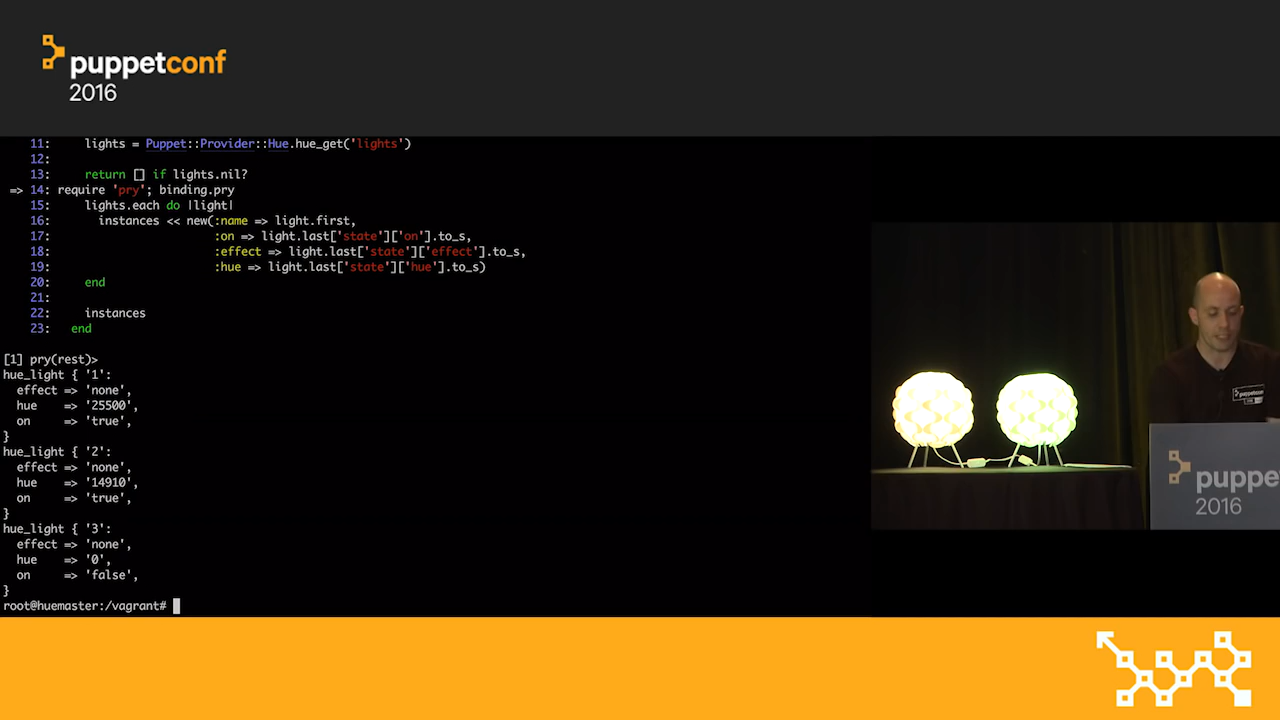 puppetconf
2016
11: lights = Puppet::Provider::Hue.hue_get('lights')
12:
13: return [] if lights.nil?
=> 14: require 'pry'; binding.pry
15: lights.each do |light|
16: instances << new(:name => light.first,
17: :on => light.last['state']['on'].to_s,
18: :effect => light.last['state']['effect'].to_s,
19: :hue => light.last['state']['hue'].to_s)
20: end
21:
22: instances
23: end
[1] pry(rest)>
hue_light { '1':
effect => 'none',
hue => '25500',
on => 'true',
}
hue_light { '2':
effect => 'none',
hue => '14910',
on => 'true',
}
hue_light { '3':
effect => 'none',
hue => '0',
on => 'false',
}
root@huemaster:/vagrant#
puppe
2016